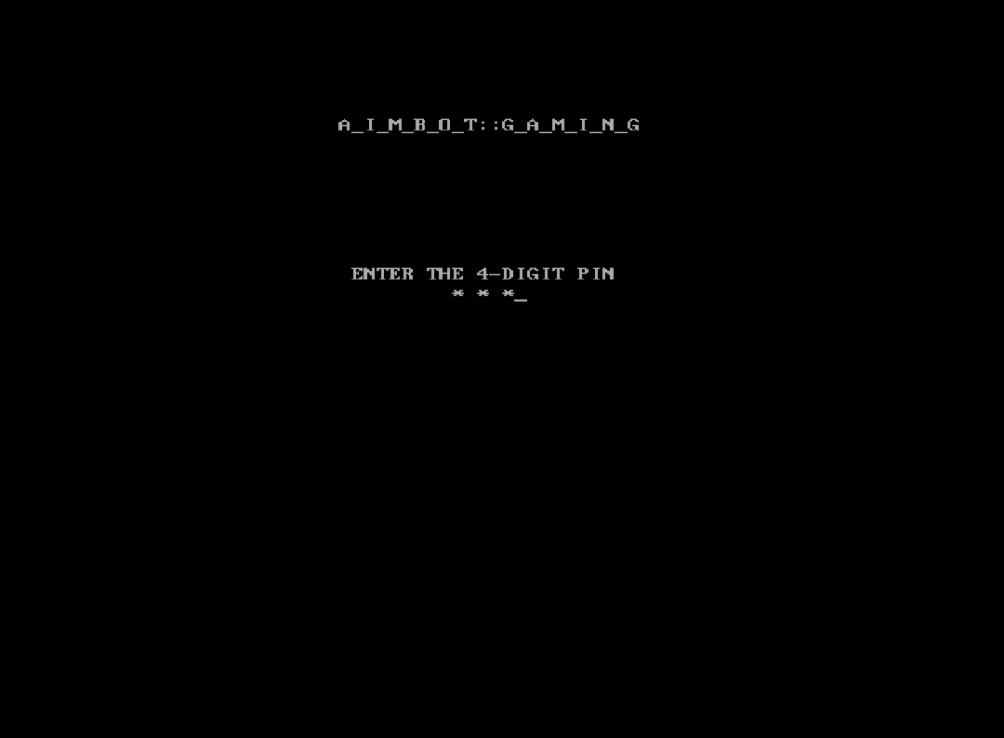 A_I_M_B_O_T::G_A_M_I_N_G
ENTER THE 4-DIGIT PIN
* * *_